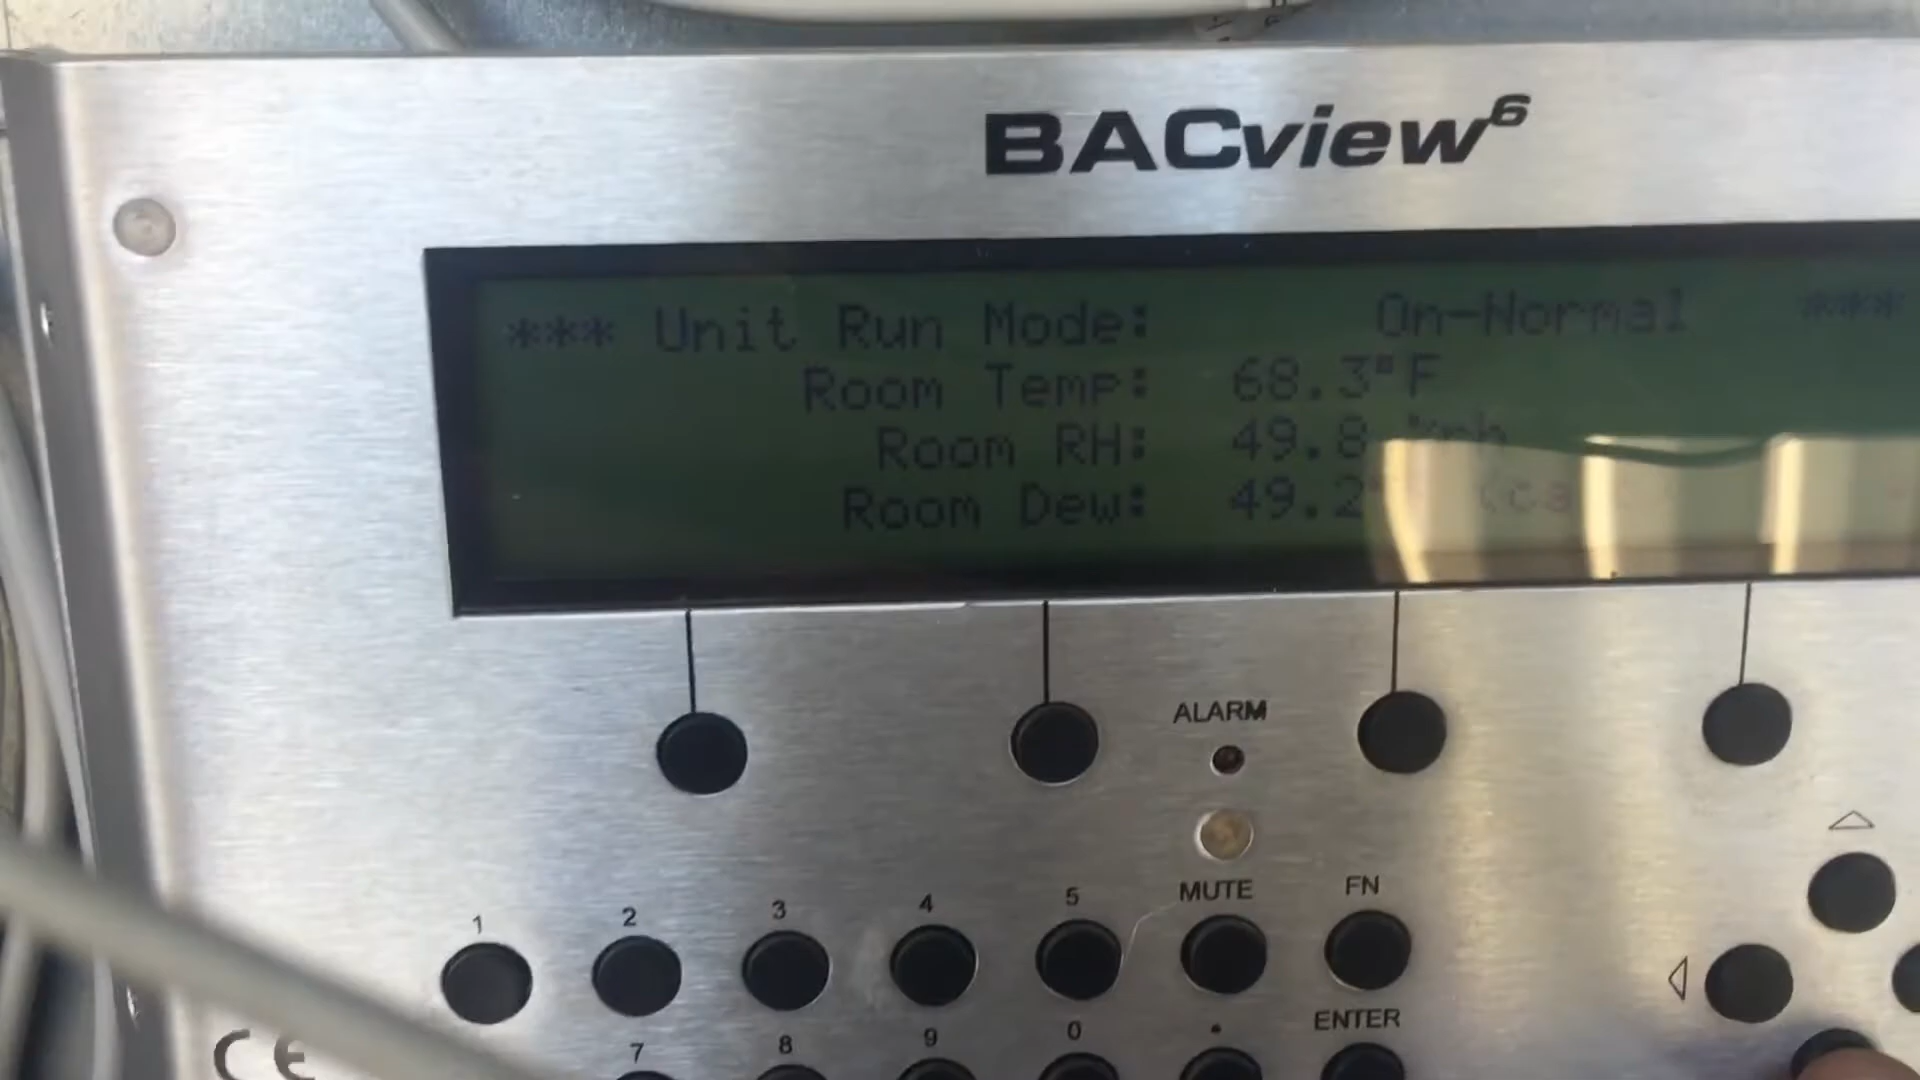 BACview⁶
*** Unit Run Mode: On-Normal ***
Room Temp: 68.3°F
Room RH: 49.8 %rh
Room Dew: 49.2
ALARM
1 2 3 4 5 MUTE FN
7 8 9 0 . ENTER
CE